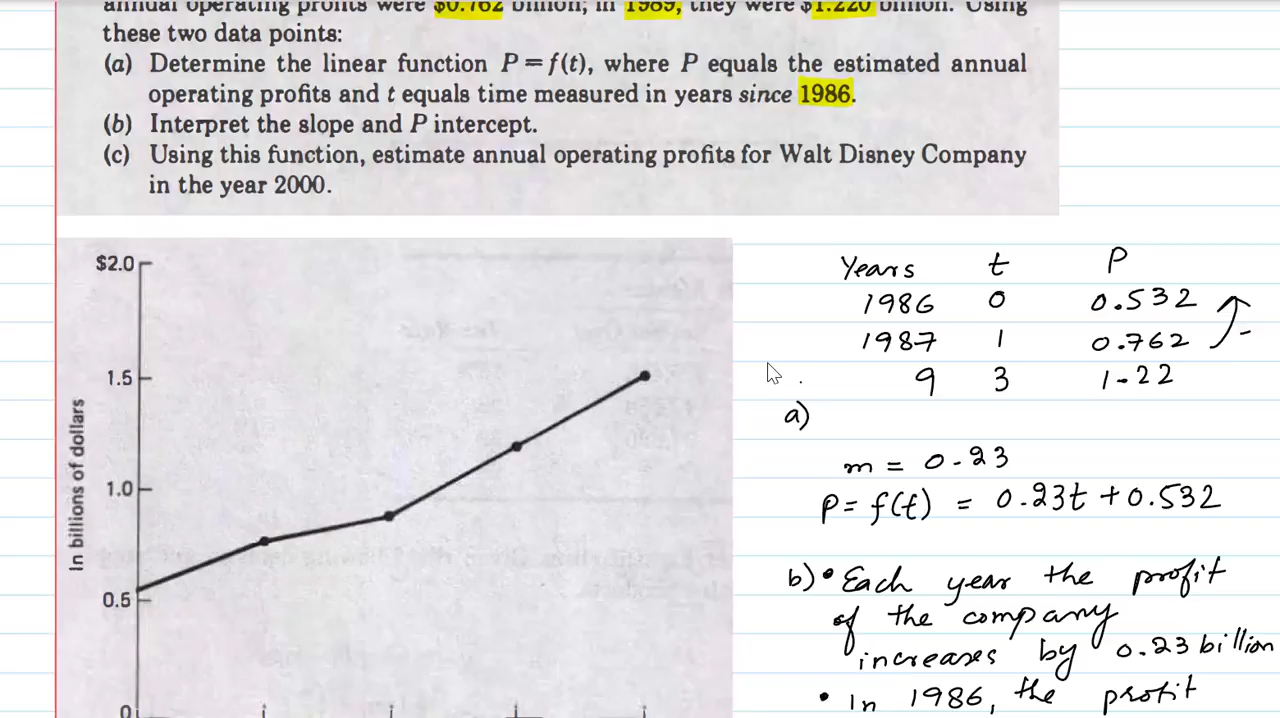 annual operating profits were $0.762 billion; in 1989, they were $1.220 billion. Using
these two data points:
(a) Determine the linear function P = f(t), where P equals the estimated annual
operating profits and t equals time measured in years since 1986.
(b) Interpret the slope and P intercept.
(c) Using this function, estimate annual operating profits for Walt Disney Company
in the year 2000.
$2.0
1.5
1.0
0.5
0
In billions of dollars
Years t P
1986 0 0.532
1987 1 0.762
9 3 1.22
a)
m = 0.23
P = f(t) = 0.23t + 0.532
b) • Each year the profit
of the company
increases by 0.23 billion
• In 1986, the profit